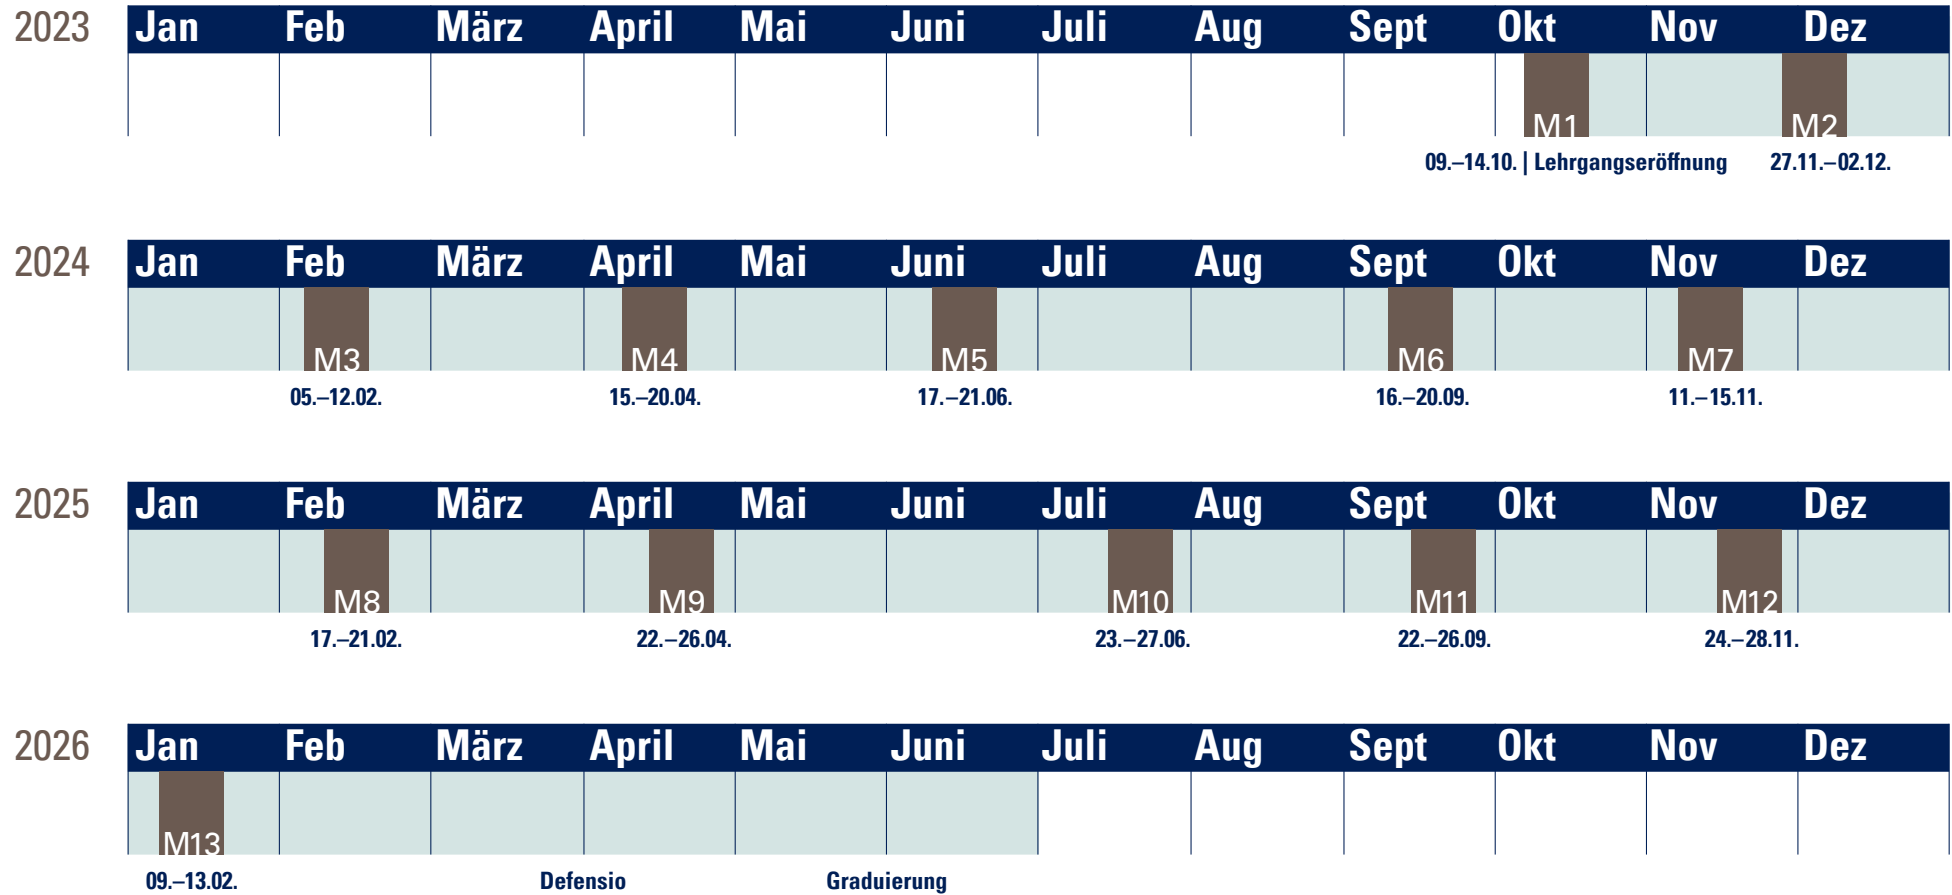 2023 Jan Feb März April Mai Juni Juli Aug Sept Okt Nov Dez
M1 M2
09.–14.10. | Lehrgangseröffnung 27.11.–02.12.
2024 Jan Feb März April Mai Juni Juli Aug Sept Okt Nov Dez
M3 M4 M5 M6 M7
05.–12.02. 15.–20.04. 17.–21.06. 16.–20.09. 11.–15.11.
2025 Jan Feb März April Mai Juni Juli Aug Sept Okt Nov Dez
M8 M9 M10 M11 M12
17.–21.02. 22.–26.04. 23.–27.06. 22.–26.09. 24.–28.11.
2026 Jan Feb März April Mai Juni Juli Aug Sept Okt Nov Dez
M13
09.–13.02. Defensio Graduierung